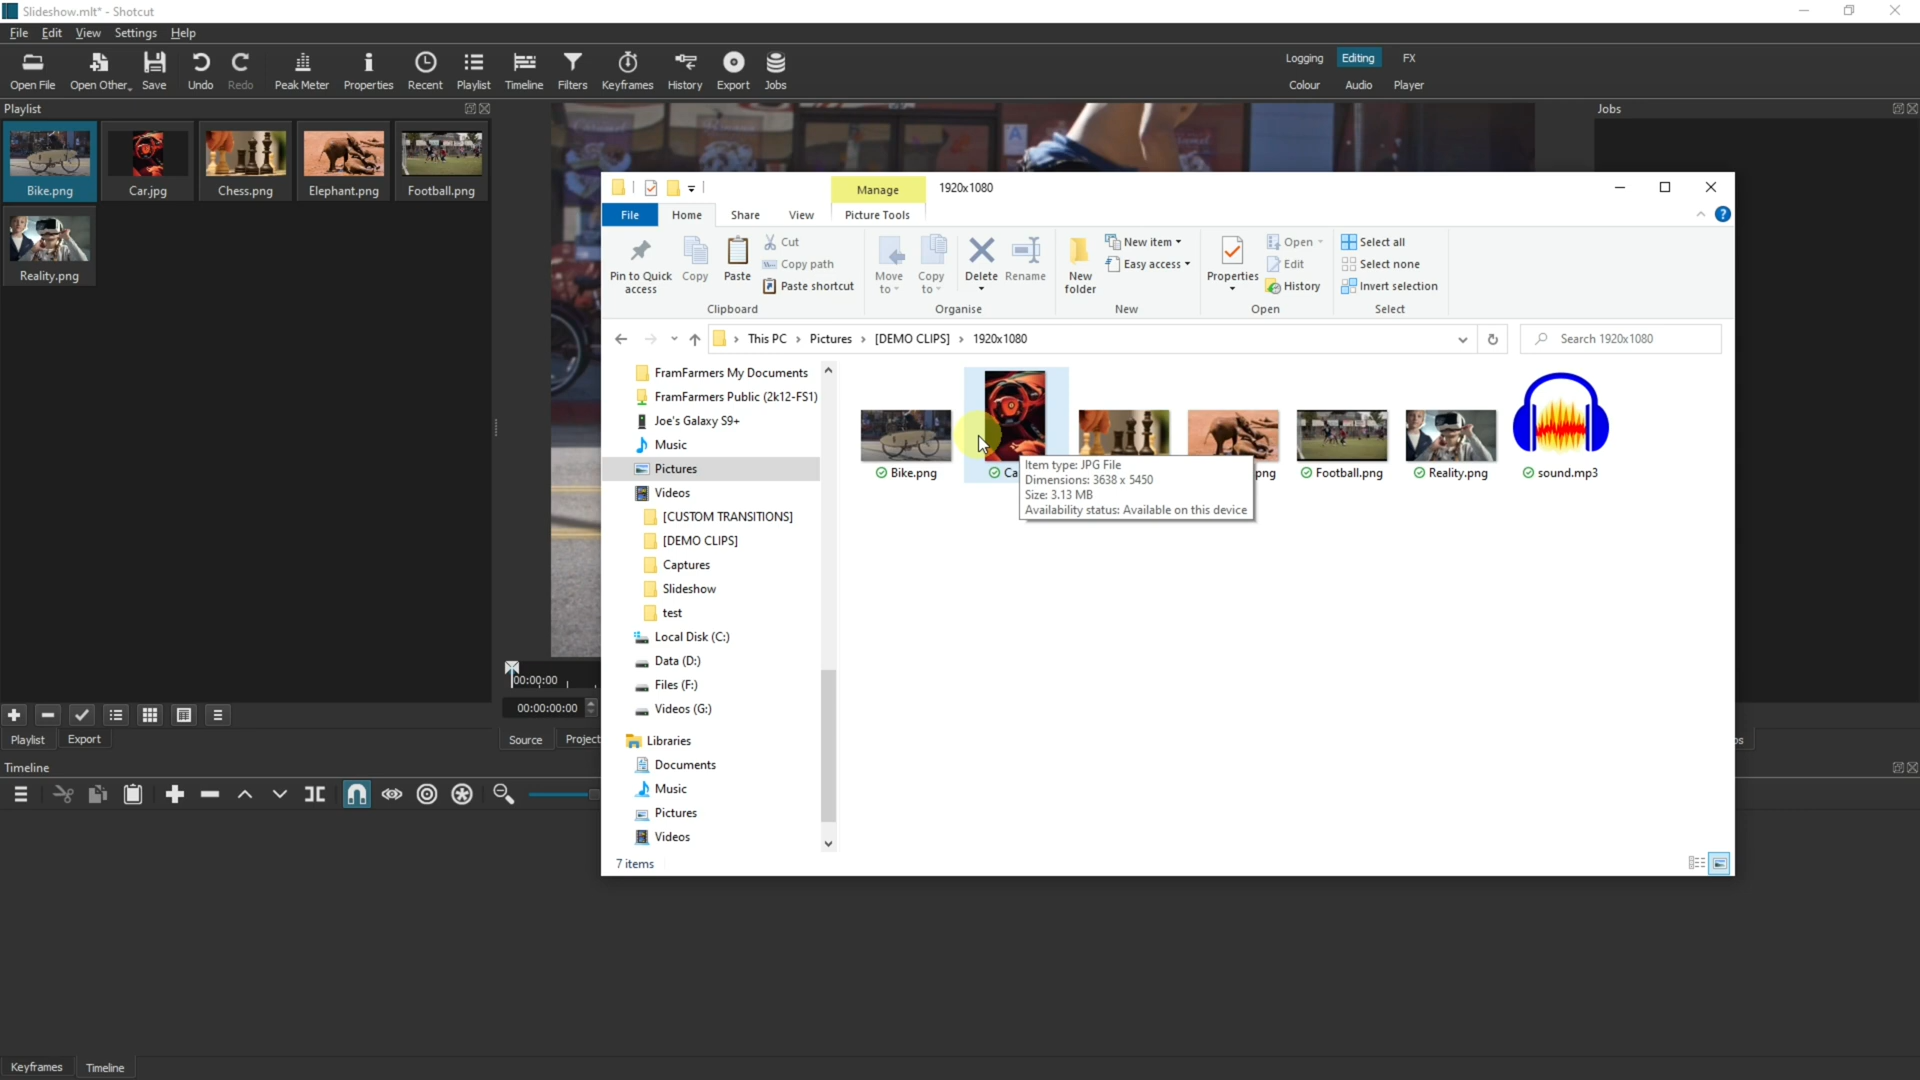 Slideshow.mlt* - Shotcut
File Edit View Settings Help
Open File Open Other Save Undo Redo Peak Meter Properties Recent Playlist Timeline Filters Keyframes History Export Jobs
Logging Editing FX
Colour Audio Player
Playlist
Jobs
Bike.png Car.jpg Chess.png Elephant.png Football.png
Reality.png
Manage 1920x1080
File Home Share View Picture Tools
Pin to Quick access Copy Paste
Cut
Copy path
Paste shortcut
Move to Copy to Delete Rename
New folder
New item
Easy access
Properties
Open
Edit
History
Select all
Select none
Invert selection
Clipboard Organise New Open Select
This PC > Pictures > [DEMO CLIPS] > 1920x1080
Search 1920x1080
FramFarmers My Documents
FramFarmers Public (2k12-FS1)
Joe's Galaxy S9+
Music
Pictures
Videos
[CUSTOM TRANSITIONS]
[DEMO CLIPS]
Captures
Slideshow
test
Local Disk (C:)
Data (D:)
Files (F:)
Videos (G:)
Libraries
Documents
Music
Pictures
Videos
7 items
Bike.png Ca png Football.png Reality.png sound.mp3
Item type: JPG File
Dimensions: 3638 x 5450
Size: 3.13 MB
Availability status: Available on this device
00:00:00
00:00:00:00
Playlist Export
Source Project
Timeline
Keyframes Timeline